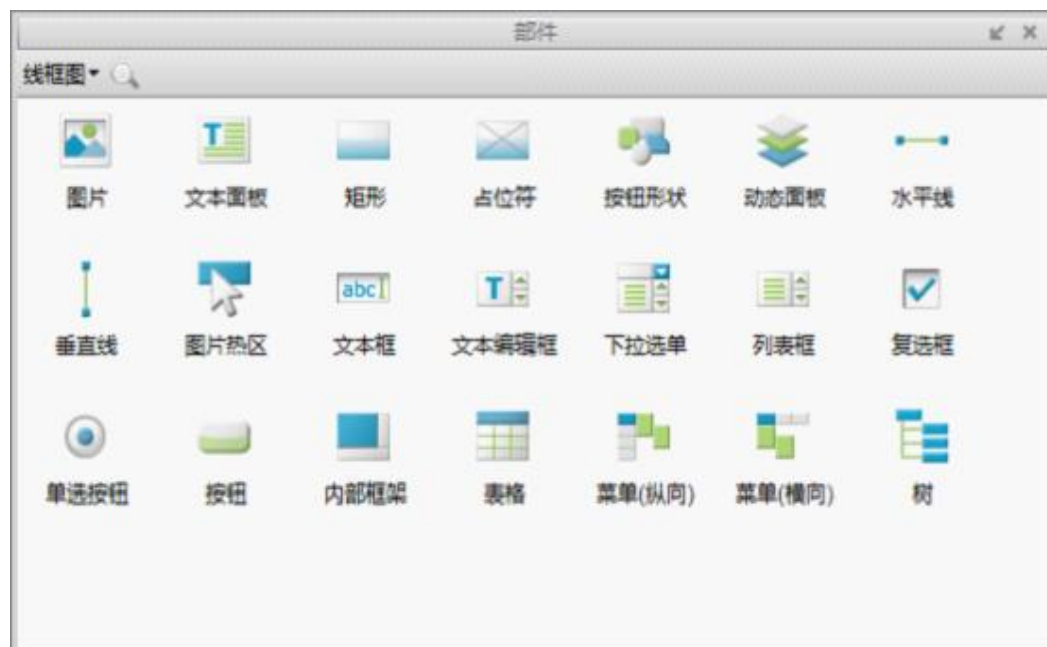 部件
线框图
图片 文本面板 矩形 占位符 按钮形状 动态面板 水平线
abc
垂直线 图片热区 文本框 文本编辑框 下拉选单 列表框 复选框
单选按钮 按钮 内部框架 表格 菜单(纵向) 菜单(横向) 树